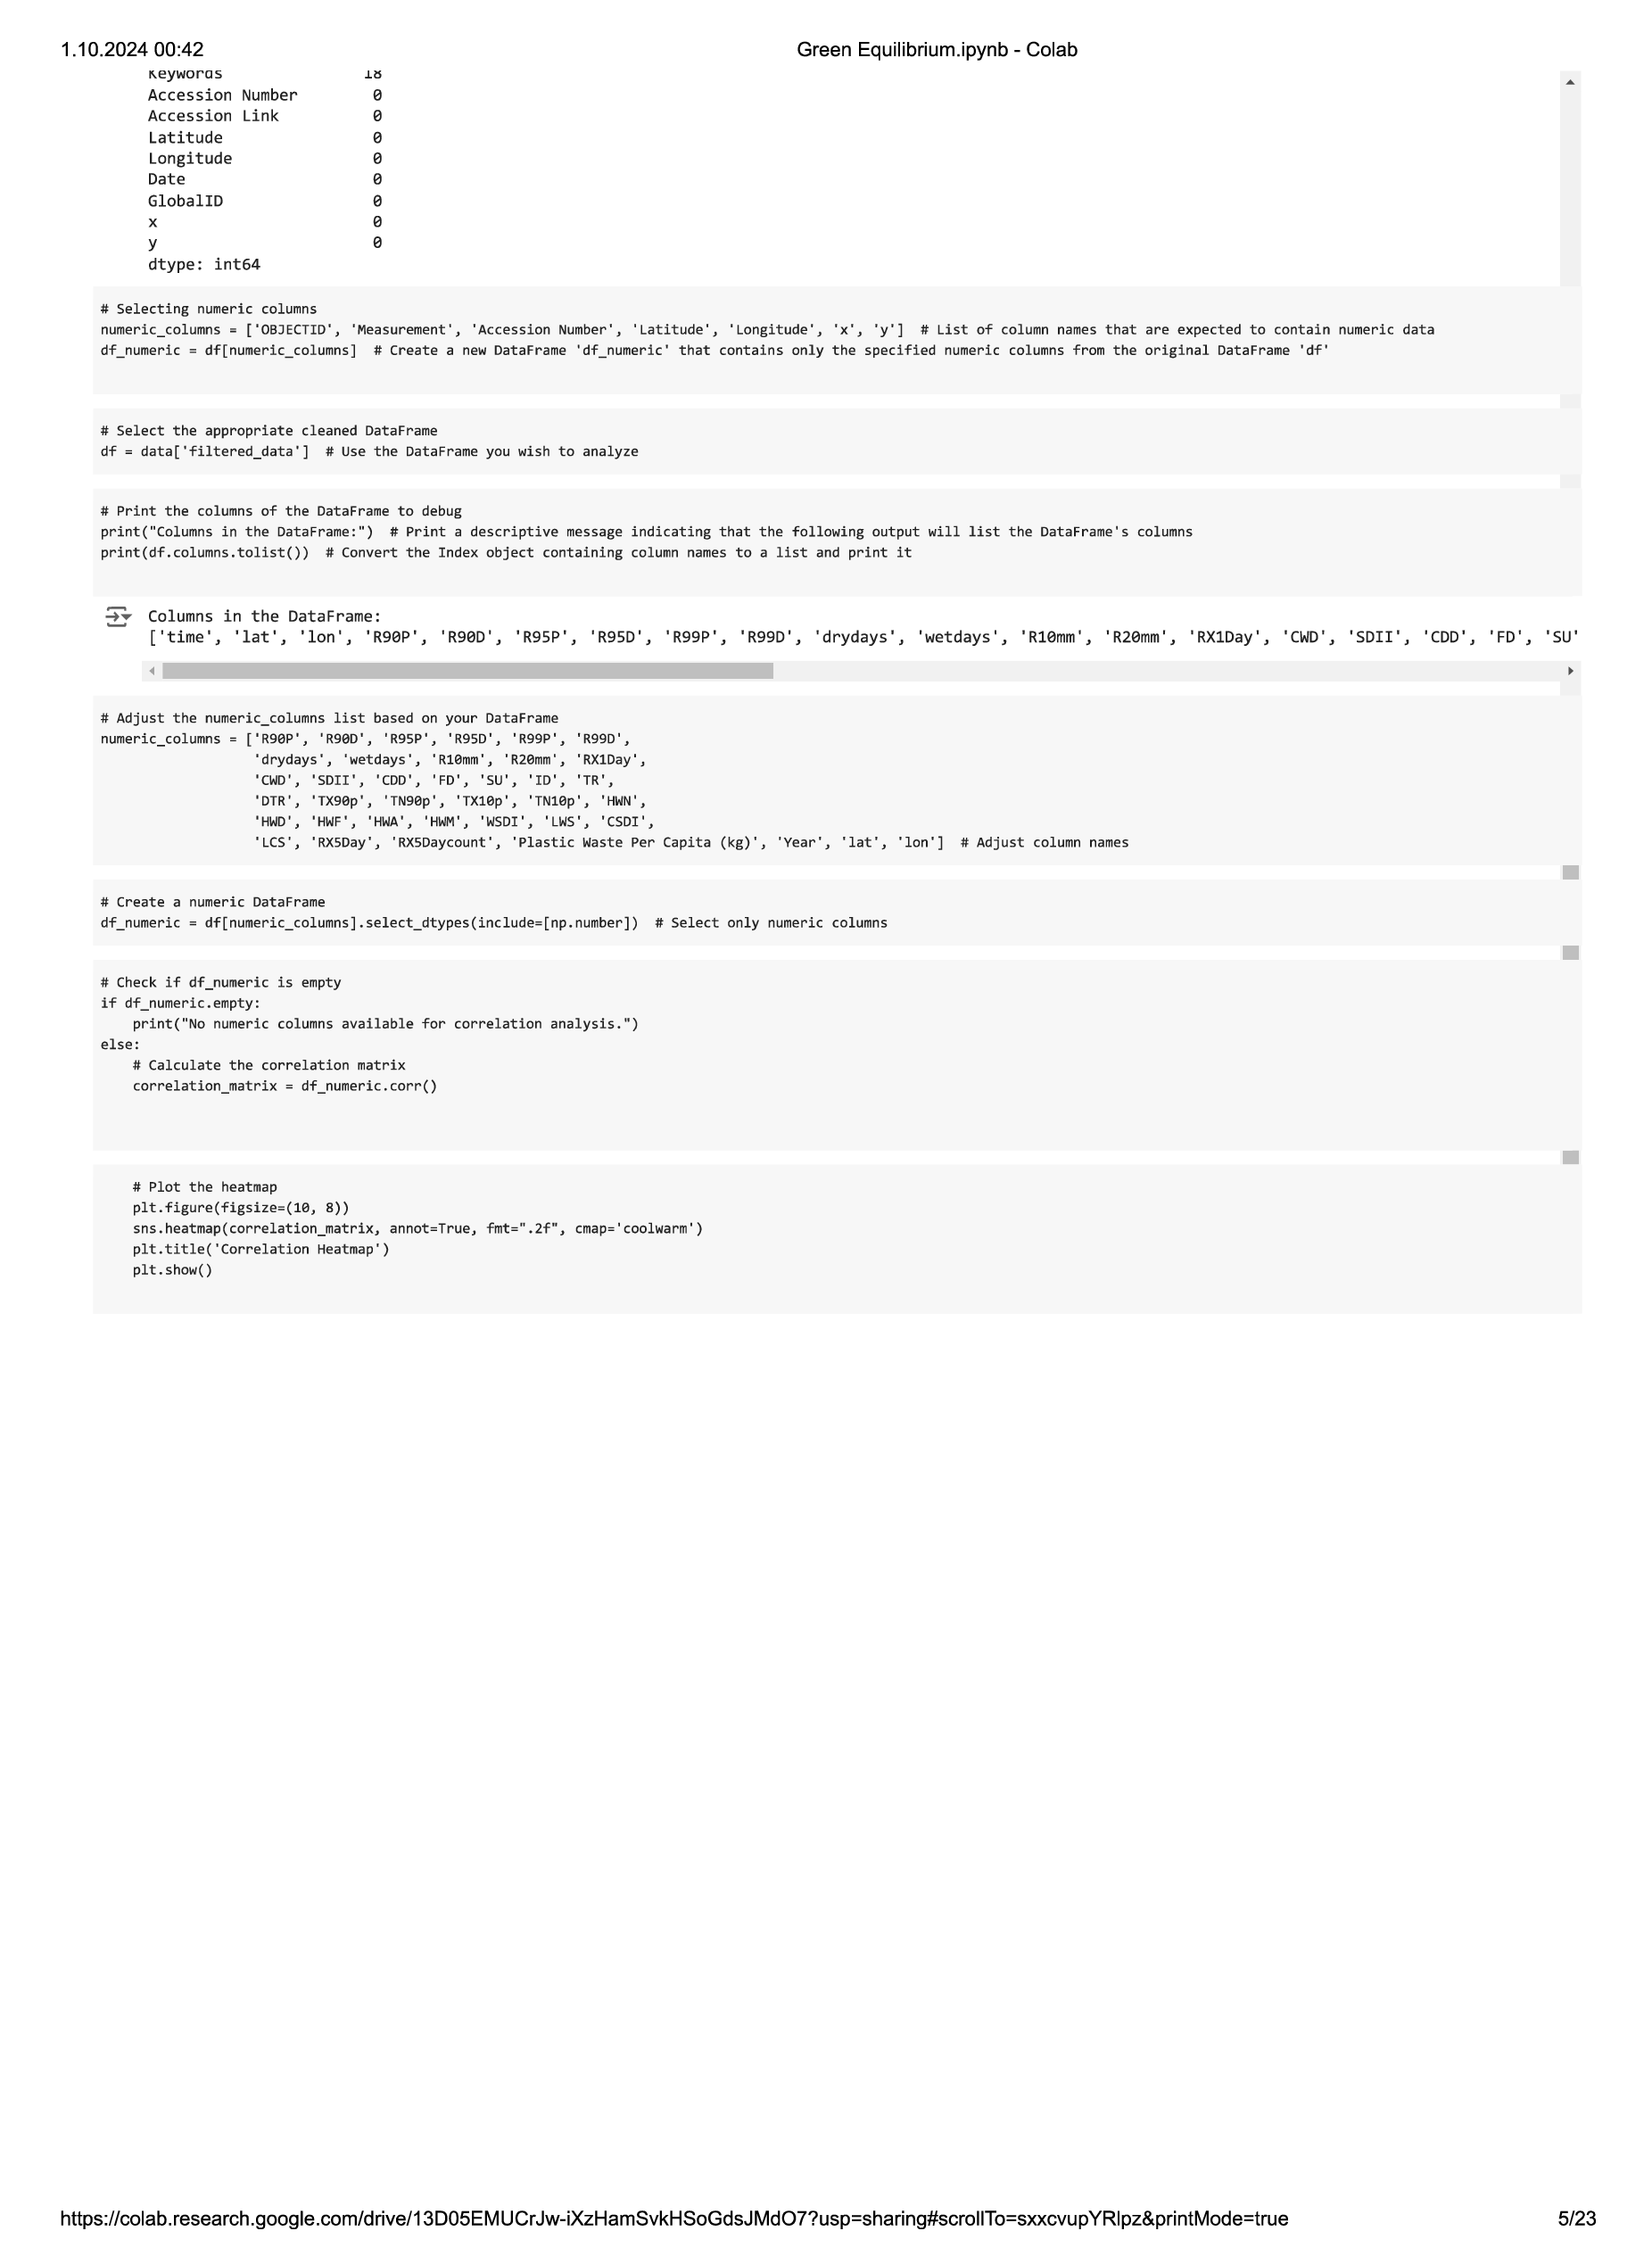 1.10.2024 00:42 Green Equilibrium.ipynb - Colab
Keywords 18
Accession Number 0
Accession Link 0
Latitude 0
Longitude 0
Date 0
GlobalID 0
x 0
y 0
dtype: int64
# Selecting numeric columns
numeric_columns = ['OBJECTID', 'Measurement', 'Accession Number', 'Latitude', 'Longitude', 'x', 'y']  # List of column names that are expected to contain numeric data
df_numeric = df[numeric_columns]  # Create a new DataFrame 'df_numeric' that contains only the specified numeric columns from the original DataFrame 'df'
# Select the appropriate cleaned DataFrame
df = data['filtered_data']  # Use the DataFrame you wish to analyze
# Print the columns of the DataFrame to debug
print("Columns in the DataFrame:")  # Print a descriptive message indicating that the following output will list the DataFrame's columns
print(df.columns.tolist())  # Convert the Index object containing column names to a list and print it
Columns in the DataFrame:
['time', 'lat', 'lon', 'R90P', 'R90D', 'R95P', 'R95D', 'R99P', 'R99D', 'drydays', 'wetdays', 'R10mm', 'R20mm', 'RX1Day', 'CWD', 'SDII', 'CDD', 'FD', 'SU'
# Adjust the numeric_columns list based on your DataFrame
numeric_columns = ['R90P', 'R90D', 'R95P', 'R95D', 'R99P', 'R99D',
'drydays', 'wetdays', 'R10mm', 'R20mm', 'RX1Day',
'CWD', 'SDII', 'CDD', 'FD', 'SU', 'ID', 'TR',
'DTR', 'TX90p', 'TN90p', 'TX10p', 'TN10p', 'HWN',
'HWD', 'HWF', 'HWA', 'HWM', 'WSDI', 'LWS', 'CSDI',
'LCS', 'RX5Day', 'RX5Daycount', 'Plastic Waste Per Capita (kg)', 'Year', 'lat', 'lon']  # Adjust column names
# Create a numeric DataFrame
df_numeric = df[numeric_columns].select_dtypes(include=[np.number])  # Select only numeric columns
# Check if df_numeric is empty
if df_numeric.empty:
    print("No numeric columns available for correlation analysis.")
else:
    # Calculate the correlation matrix
    correlation_matrix = df_numeric.corr()
    # Plot the heatmap
    plt.figure(figsize=(10, 8))
    sns.heatmap(correlation_matrix, annot=True, fmt=".2f", cmap='coolwarm')
    plt.title('Correlation Heatmap')
    plt.show()
https://colab.research.google.com/drive/13D05EMUCrJw-iXzHamSvkHSoGdsJMdO7?usp=sharing#scrollTo=sxxcvupYRlpz&printMode=true 5/23